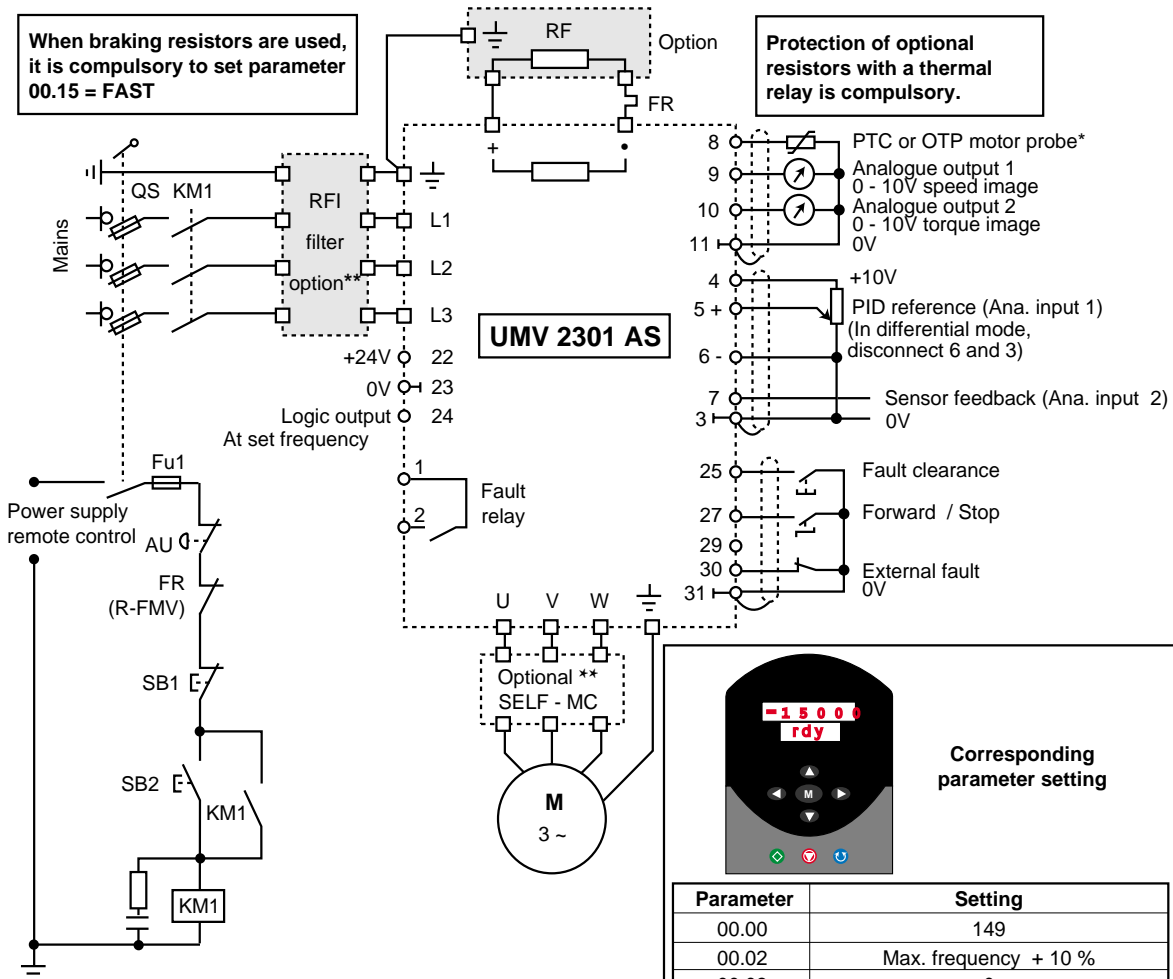 When braking resistors are used,
it is compulsory to set parameter
00.15 = FAST
RF
Option
FR
Protection of optional
resistors with a thermal
relay is compulsory.
+
•
Mains
QS
KM1
RFI
filter
option**
L1
L2
L3
+24V
22
0V
23
Logic output
24
At set frequency
1
2
Fault
relay
UMV 2301 AS
8
PTC or OTP motor probe*
9
Analogue output 1
0 - 10V speed image
10
Analogue output 2
0 - 10V torque image
11
0V
4
+10V
5 +
PID reference (Ana. input 1)
(In differential mode,
disconnect 6 and 3)
6 -
7
Sensor feedback (Ana. input 2)
3
0V
25
Fault clearance
27
Forward / Stop
29
30
External fault
31
0V
Fu1
Power supply
remote control
AU
FR
(R-FMV)
SB1
SB2
KM1
KM1
U
V
W
Optional **
SELF - MC
M
3 ~
-15000
rdy
M
Corresponding
parameter setting
Parameter
Setting
00.00
149
00.02
Max. frequency + 10 %